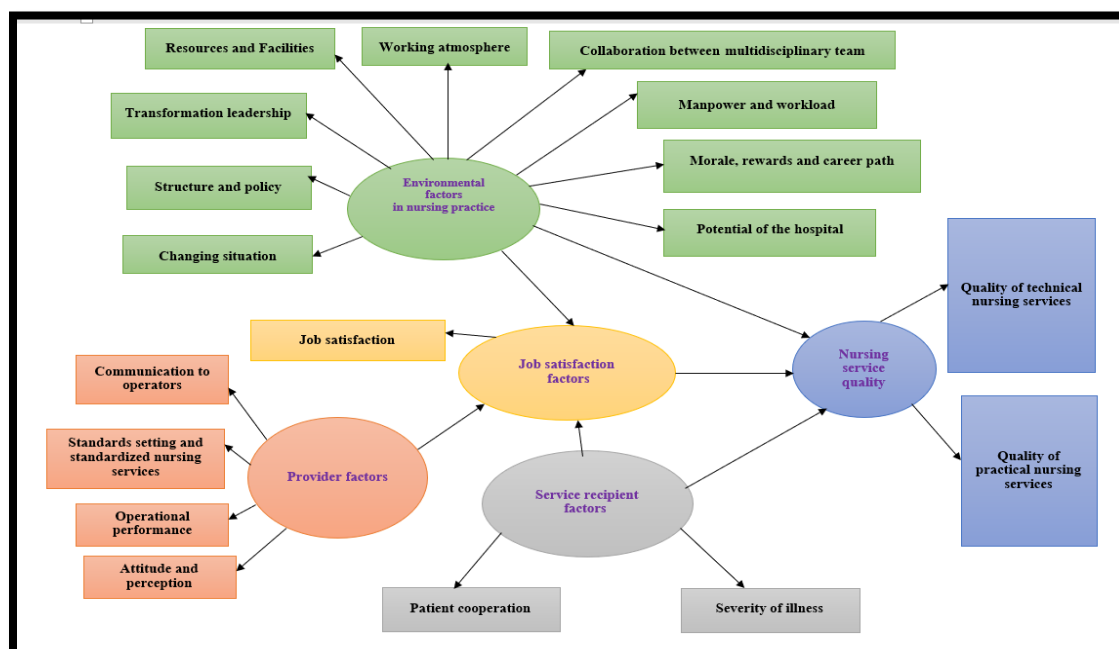 Resources and Facilities
Working atmosphere
Collaboration between multidisciplinary team
Transformation leadership
Manpower and workload
Structure and policy
Environmental
factors
in nursing practice
Morale, rewards and career path
Changing situation
Potential of the hospital
Quality of technical
nursing services
Job satisfaction
Job satisfaction
factors
Nursing
service
quality
Communication to
operators
Standards setting and
standardized nursing
services
Provider factors
Service recipient
factors
Quality of
practical nursing
services
Operational
performance
Attitude and
perception
Patient cooperation
Severity of illness